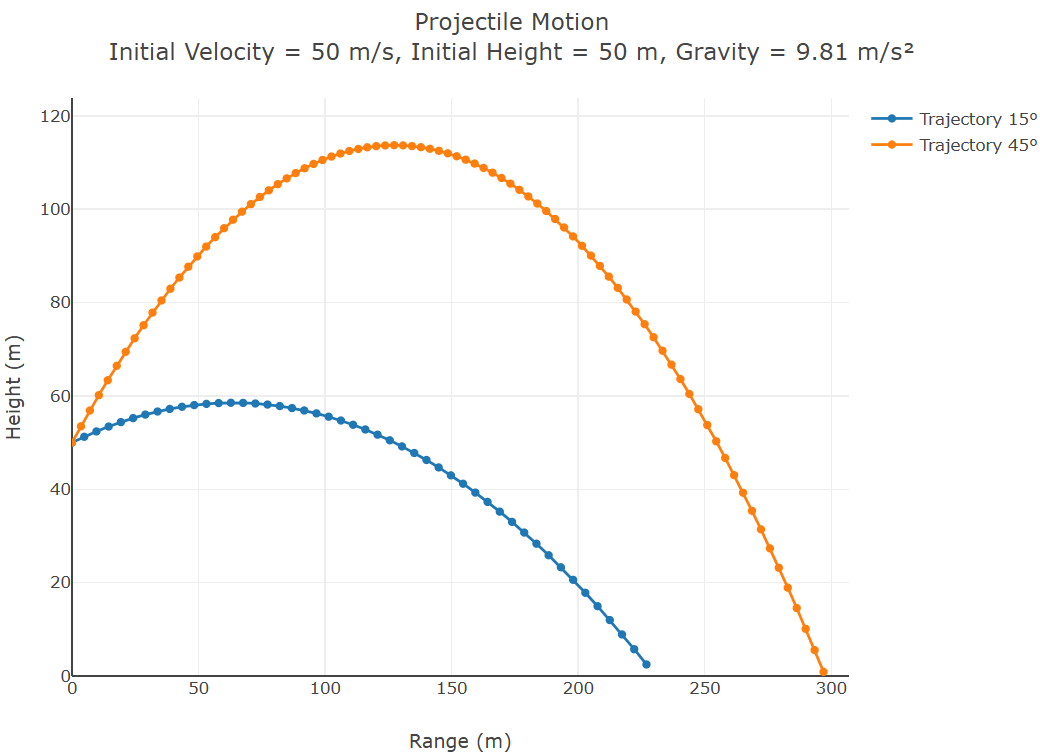 Projectile Motion
Initial Velocity = 50 m/s, Initial Height = 50 m, Gravity = 9.81 m/s²
Trajectory 15º
Trajectory 45º
120
100
80
60
40
20
0
Height (m)
0 50 100 150 200 250 300
Range (m)